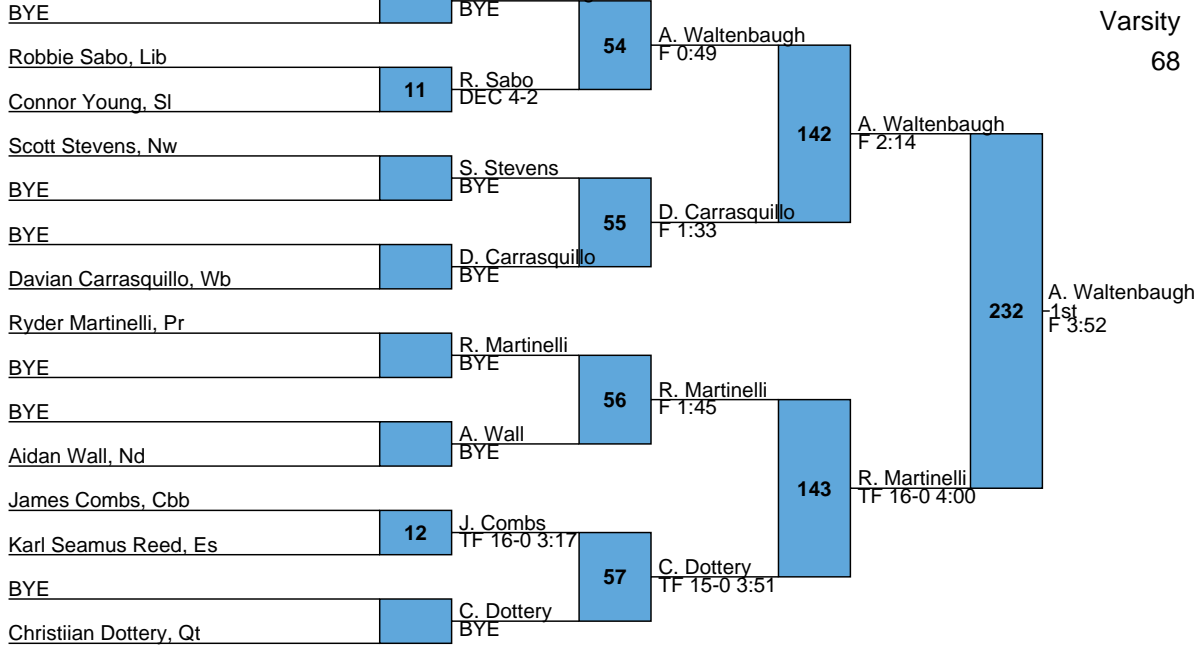 BYE
BYE
Robbie Sabo, Lib
11
Connor Young, Sl
R. Sabo
DEC 4-2
54
A. Waltenbaugh
F 0:49
Varsity
68
Scott Stevens, Nw
BYE
S. Stevens
BYE
55
BYE
Davian Carrasquillo, Wb
D. Carrasquillo
BYE
D. Carrasquillo
F 1:33
142
A. Waltenbaugh
F 2:14
Ryder Martinelli, Pr
BYE
R. Martinelli
BYE
56
BYE
Aidan Wall, Nd
A. Wall
BYE
R. Martinelli
F 1:45
James Combs, Cbb
12
Karl Seamus Reed, Es
J. Combs
TF 16-0 3:17
57
BYE
Christiian Dottery, Qt
C. Dottery
BYE
C. Dottery
TF 15-0 3:51
143
R. Martinelli
TF 16-0 4:00
232
A. Waltenbaugh
1st
F 3:52